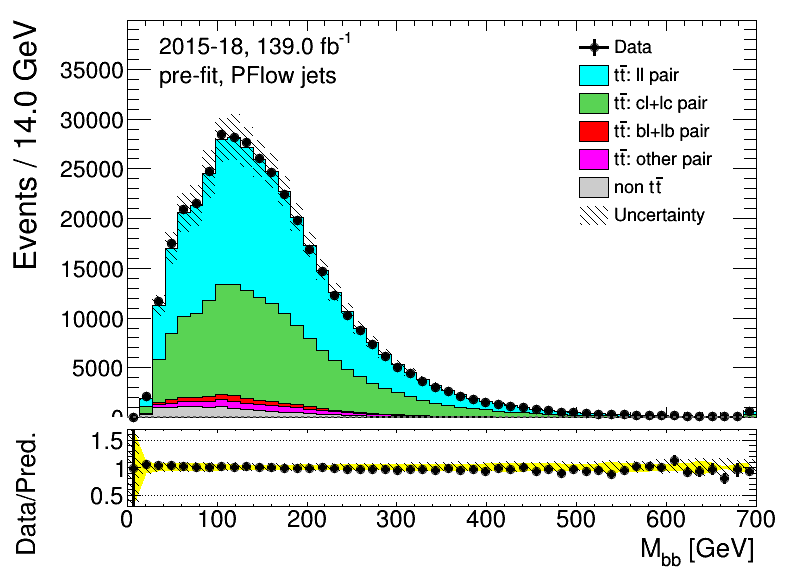 2015-18, 139.0 fb⁻¹
pre-fit, PFlow jets
Data
tt̄: ll pair
tt̄: cl+lc pair
tt̄: bl+lb pair
tt̄: other pair
non tt̄
Uncertainty
Events / 14.0 GeV
35000
30000
25000
20000
15000
10000
5000
0
Data/Pred.
1.5
1
0.5
0 100 200 300 400 500 600 700
M_bb [GeV]